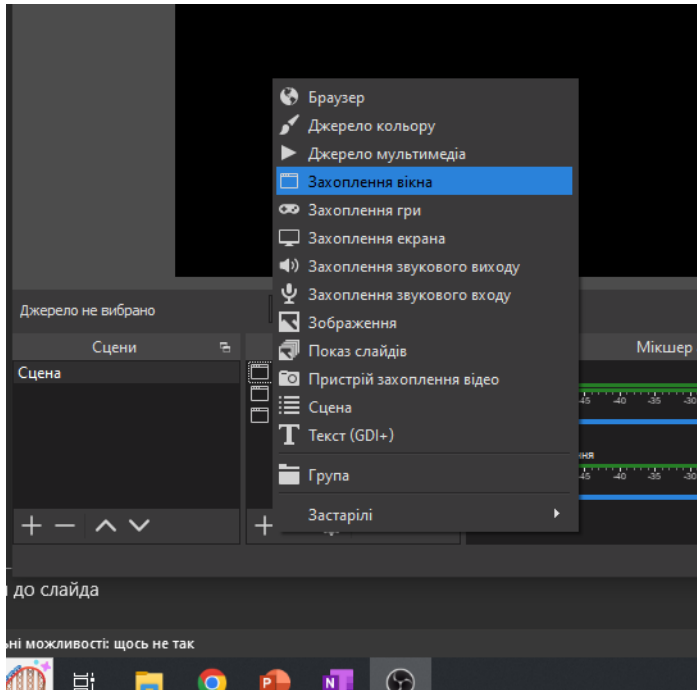 Браузер
Джерело кольору
Джерело мультимедіа
Захоплення вікна
Захоплення гри
Захоплення екрана
Захоплення звукового виходу
Захоплення звукового входу
Зображення
Показ слайдів
Пристрій захоплення відео
Сцена
Текст (GDI+)
Група
Застарілі
Джерело не вибрано
Сцени
Мікшер
Сцена
-45 -40 -35 -30
ння
-45 -40 -35 -30
до слайда
ьні можливості: щось не так